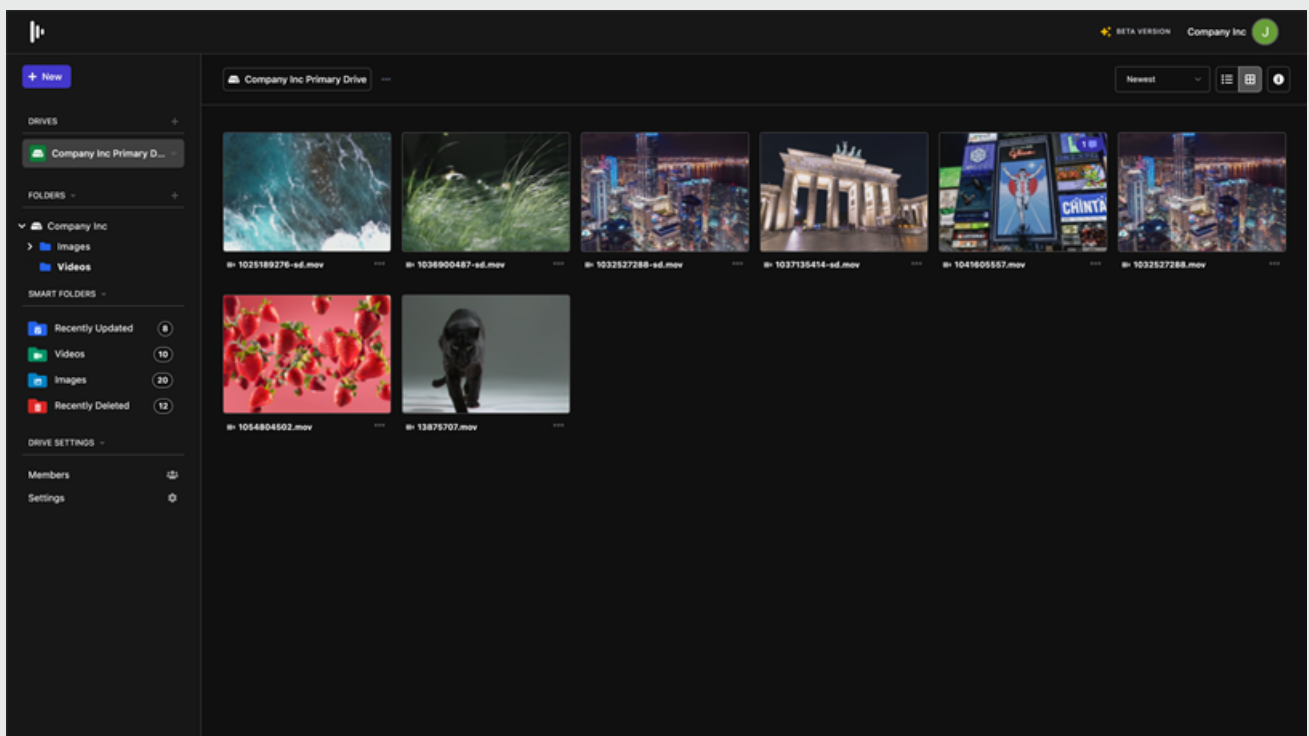 BETA VERSION Company Inc J
+ New
Company Inc Primary Drive
Newest
DRIVES
Company Inc Primary D...
FOLDERS
Company Inc
Images
Videos
SMART FOLDERS
Recently Updated 8
Videos 10
Images 20
Recently Deleted 12
DRIVE SETTINGS
Members
Settings
Glico
CHINTA
1025189276-sd.mov
1036900487-sd.mov
1032527288-sd.mov
1037135414-sd.mov
1041605557.mov
1032527288.mov
1054804502.mov
13875707.mov